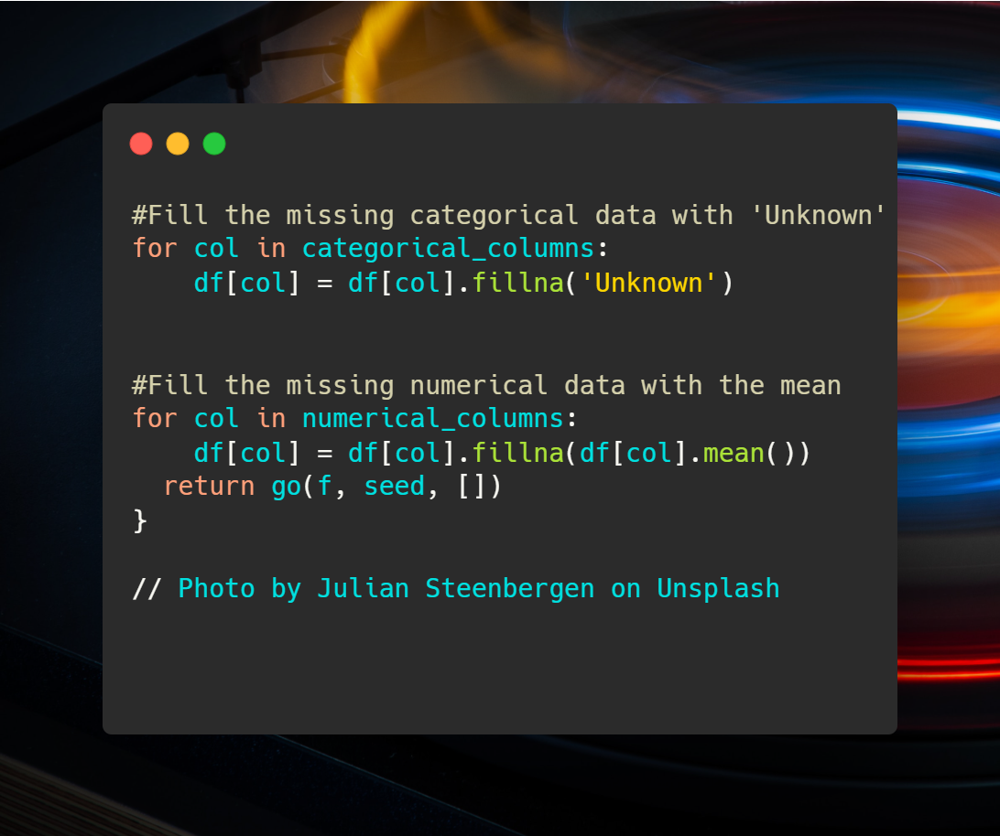 #Fill the missing categorical data with 'Unknown'
for col in categorical_columns:
    df[col] = df[col].fillna('Unknown')
#Fill the missing numerical data with the mean
for col in numerical_columns:
    df[col] = df[col].fillna(df[col].mean())
  return go(f, seed, [])
}
// Photo by Julian Steenbergen on Unsplash